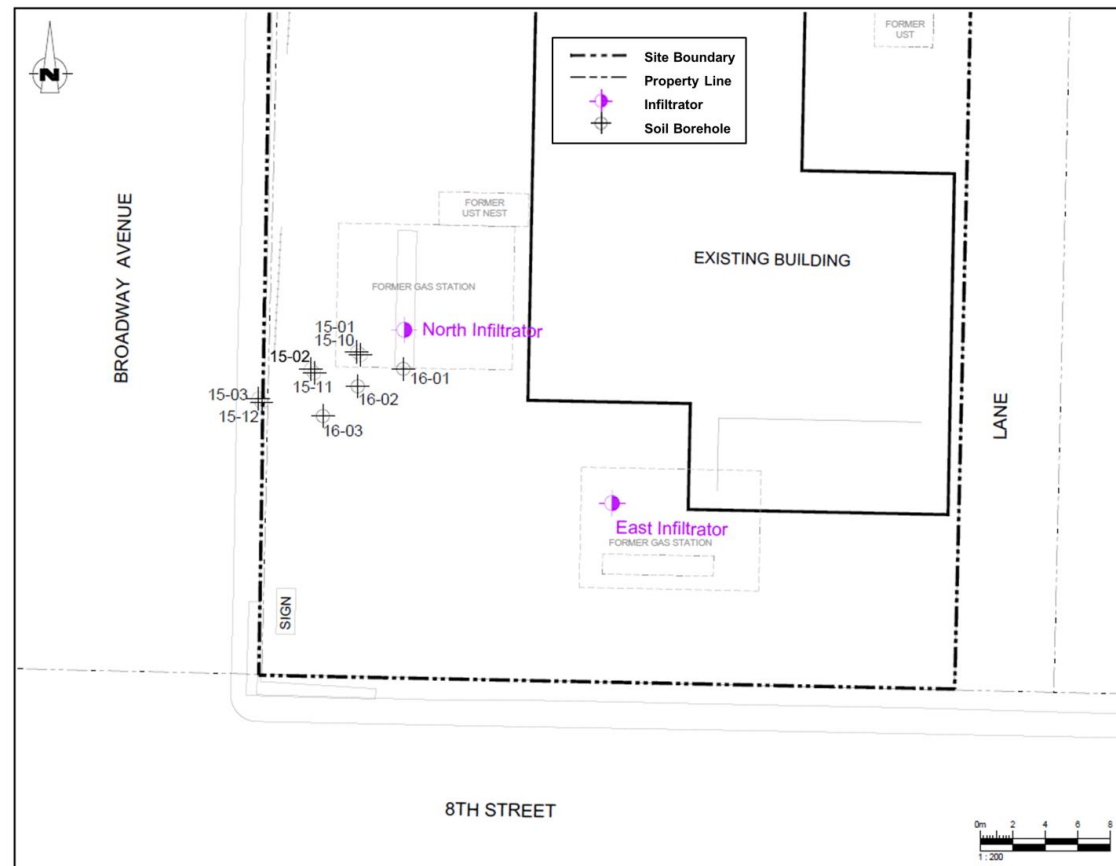 N
Site Boundary
Property Line
Infiltrator
Soil Borehole
FORMER
UST
BROADWAY AVENUE
FORMER
UST NEST
FORMER GAS STATION
EXISTING BUILDING
15-01
15-10
North Infiltrator
15-02
15-11
16-01
16-02
15-03
15-12
16-03
LANE
East Infiltrator
FORMER GAS STATION
SIGN
8TH STREET
0m 2 4 6 8
1 : 200